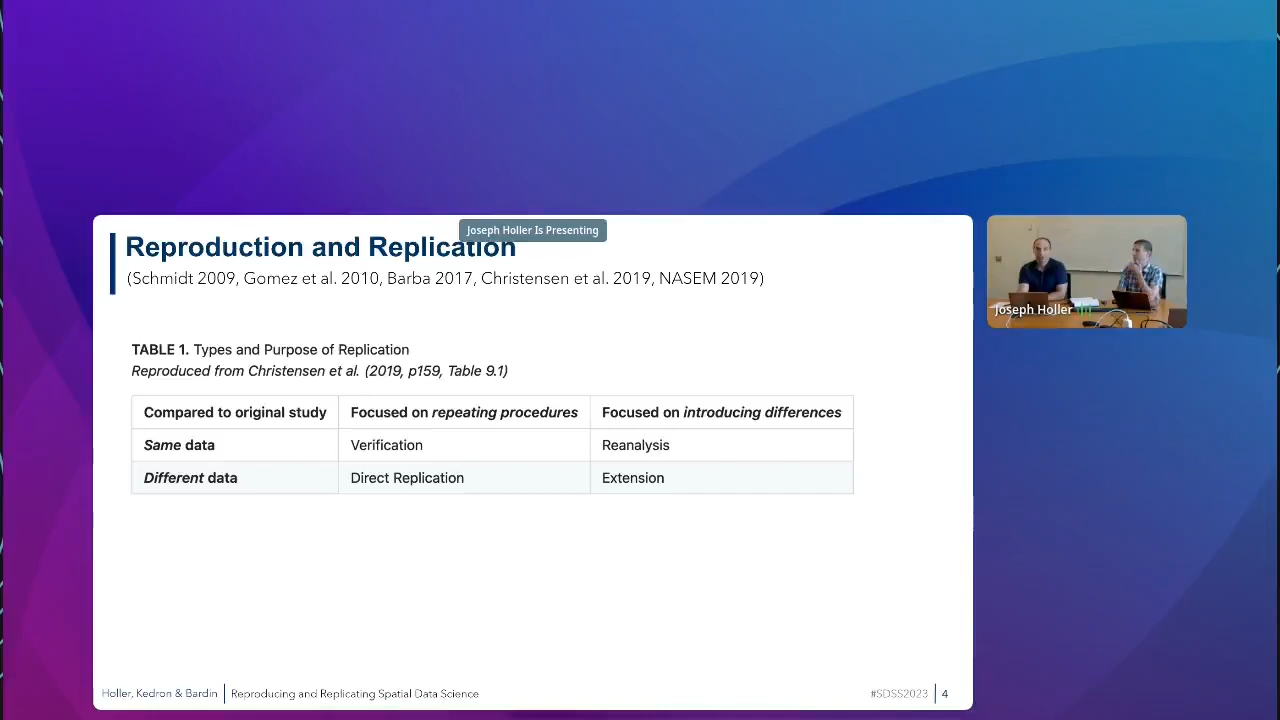 Joseph Holler Is Presenting
Reproduction and Replication
(Schmidt 2009, Gomez et al. 2010, Barba 2017, Christensen et al. 2019, NASEM 2019)
TABLE 1. Types and Purpose of Replication
Reproduced from Christensen et al. (2019, p159, Table 9.1)
Compared to original study Focused on repeating procedures Focused on introducing differences
Same data Verification Reanalysis
Different data Direct Replication Extension
Holler, Kedron & Bardin Reproducing and Replicating Spatial Data Science #SDSS2023 4
Joseph Holler